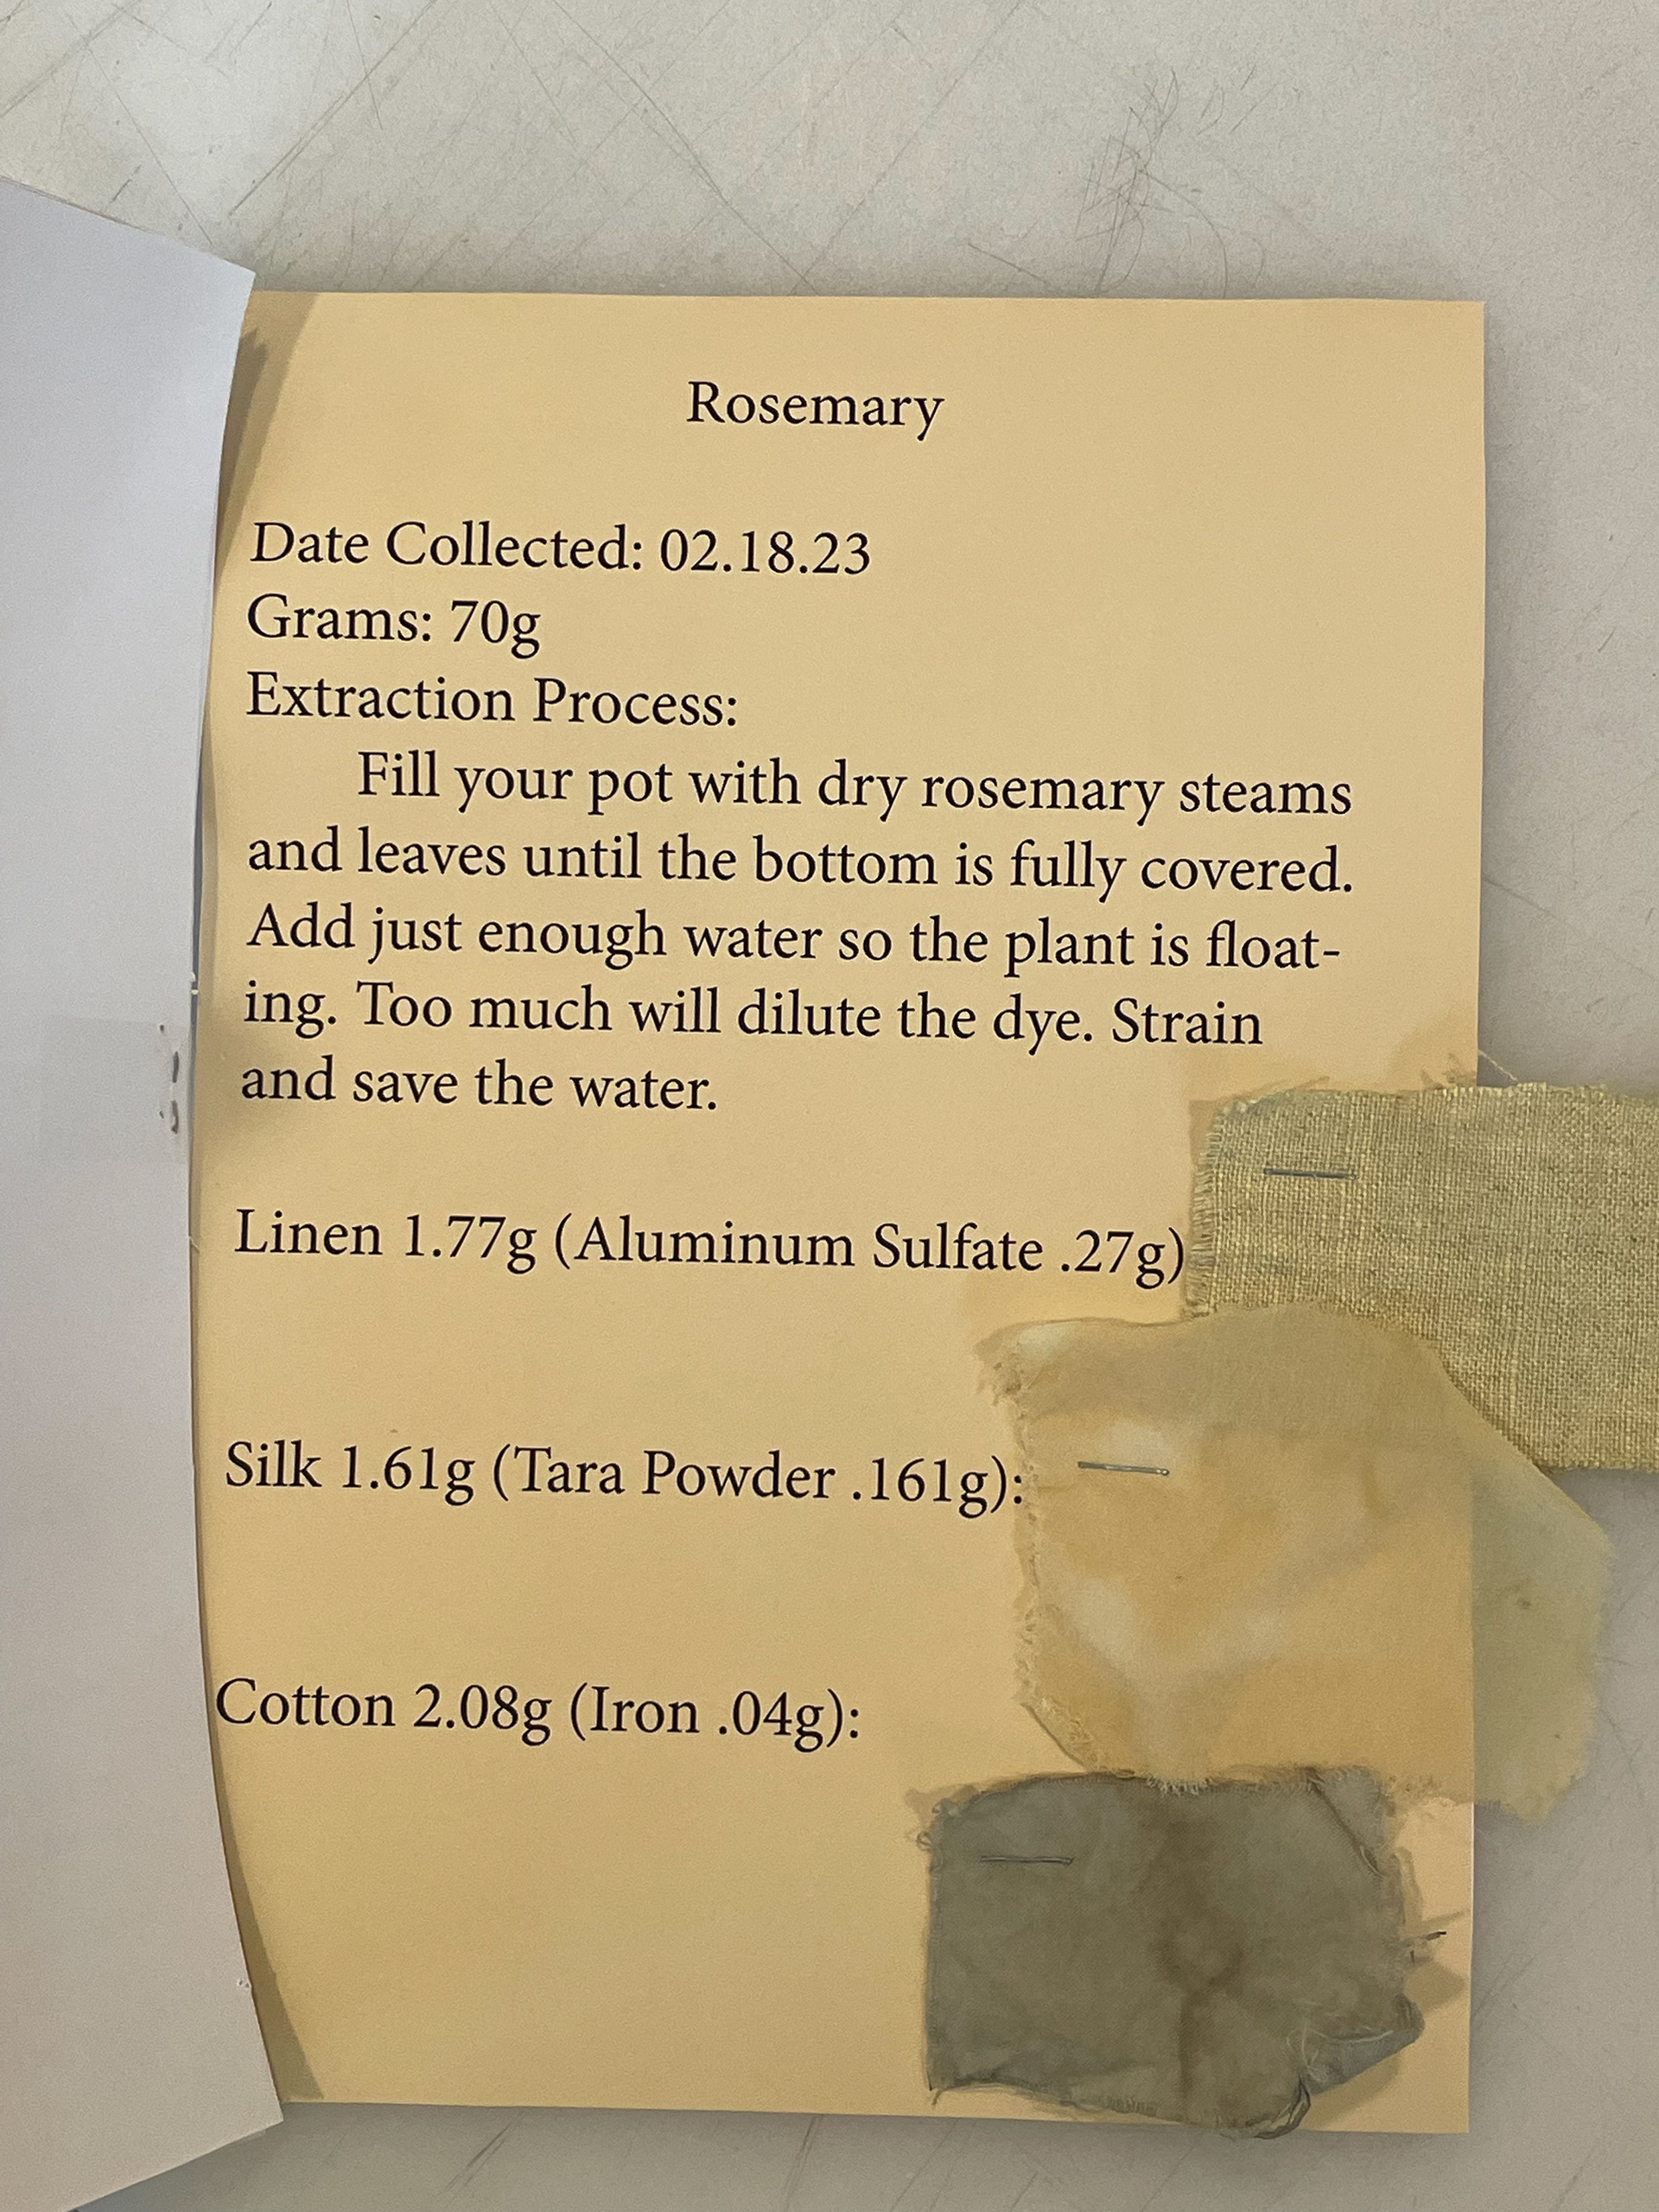 Rosemary
Date Collected: 02.18.23
Grams: 70g
Extraction Process:
Fill your pot with dry rosemary steams
and leaves until the bottom is fully covered.
Add just enough water so the plant is float-
ing. Too much will dilute the dye. Strain
and save the water.
Linen 1.77g (Aluminum Sulfate .27g)
Silk 1.61g (Tara Powder .161g):
Cotton 2.08g (Iron .04g):